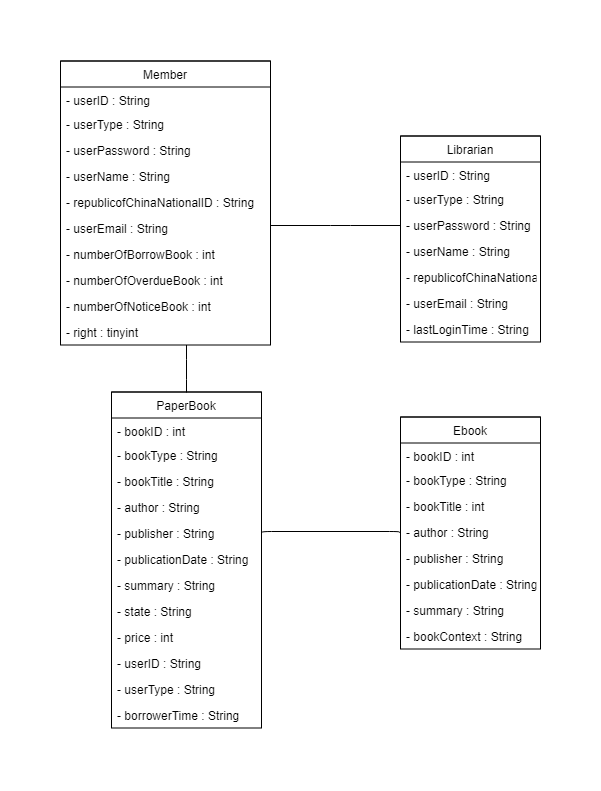 Member
- userID : String
- userType : String
- userPassword : String
- userName : String
- republicofChinaNationalID : String
- userEmail : String
- numberOfBorrowBook : int
- numberOfOverdueBook : int
- numberOfNoticeBook : int
- right : tinyint
Librarian
- userID : String
- userType : String
- userPassword : String
- userName : String
- republicofChinaNationa
- userEmail : String
- lastLoginTime : String
PaperBook
- bookID : int
- bookType : String
- bookTitle : String
- author : String
- publisher : String
- publicationDate : String
- summary : String
- state : String
- price : int
- userID : String
- userType : String
- borrowerTime : String
Ebook
- bookID : int
- bookType : String
- bookTitle : int
- author : String
- publisher : String
- publicationDate : String
- summary : String
- bookContext : String